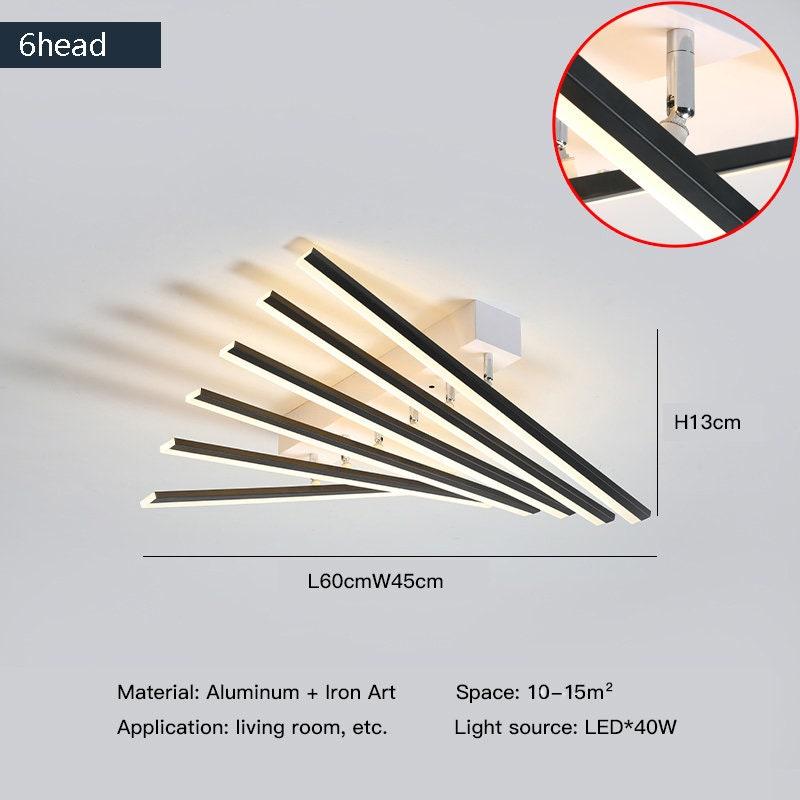 6head
H13cm
L60cmW45cm
Material: Aluminum + Iron Art
Space: 10-15m²
Application: living room, etc.
Light source: LED*40W